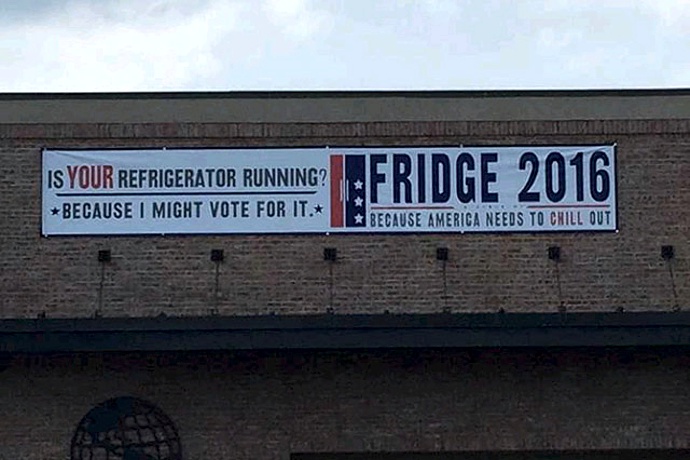 IS YOUR REFRIGERATOR RUNNING?
★BECAUSE I MIGHT VOTE FOR IT.★
FRIDGE 2016
BECAUSE AMERICA NEEDS TO CHILL OUT